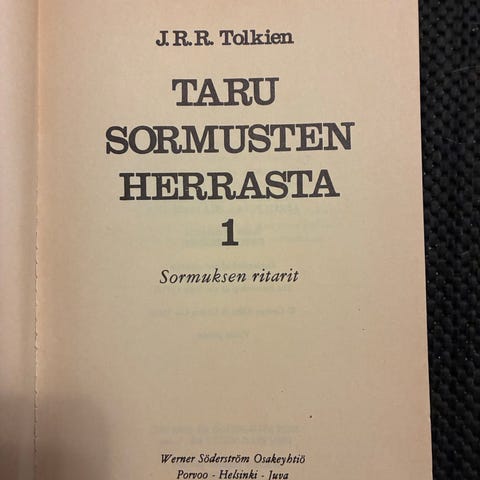 J.R.R. Tolkien
TARU
SORMUSTEN
HERRASTA
1
Sormuksen ritarit
Werner Söderström Osakeyhtiö
Porvoo - Helsinki - Juva